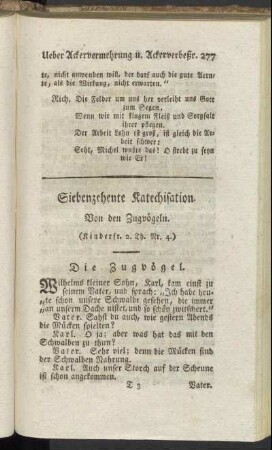 Ueber Ackervermehrung u. Ackerverbeßr. 277
te, nicht anwenden will, der darf auch die gute Aern-
te, als die Wirkung, nicht erwarten."
Rich. Die Felder um uns her verleiht uns Gott
zum Segen,
Wenn wir mit klugem Fleiß und Sorgfalt
ihrer pflegen.
Der Arbeit Lohn ist groß, ist gleich die Ar-
beit schwer:
Seht, Michel wußte das! O strebt zu seyn
wie Er!
Siebenzehente Katechisation.
Von den Zugvögeln.
(Kinderfr. 2. Th. Nr. 4.)
Die Zugvögel.
Wilhelms kleiner Sohn, Karl, kam einst zu
seinem Vater, und sprach: „Ich habe heu-
„te schon unsere Schwalbe gesehen, die immer
„an unserm Dache nistet, und so schön zwitschert."
Vater. Sahst du auch, wie gestern Abends
die Mücken spielten?
Karl. O ja: aber was hat das mit den
Schwalben zu thun?
Vater. Sehr viel; denn die Mücken sind
der Schwalben Nahrung.
Karl. Auch unser Storch auf der Scheune
ist schon angekommen.
T 3 Vater.